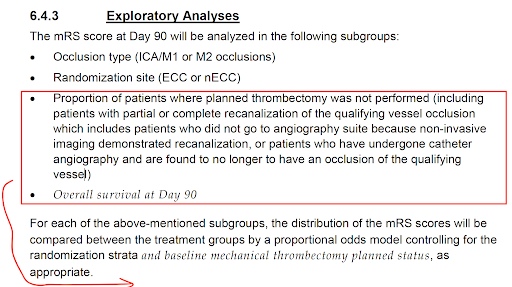 6.4.3 Exploratory Analyses
The mRS score at Day 90 will be analyzed in the following subgroups:
• Occlusion type (ICA/M1 or M2 occlusions)
• Randomization site (ECC or nECC)
• Proportion of patients where planned thrombectomy was not performed (including
patients with partial or complete recanalization of the qualifying vessel occlusion
which includes patients who did not go to angiography suite because non-invasive
imaging demonstrated recanalization, or patients who have undergone catheter
angiography and are found to no longer to have an occlusion of the qualifying
vessel)
• Overall survival at Day 90
For each of the above-mentioned subgroups, the distribution of the mRS scores will be
compared between the treatment groups by a proportional odds model controlling for the
randomization strata and baseline mechanical thrombectomy planned status, as
appropriate.